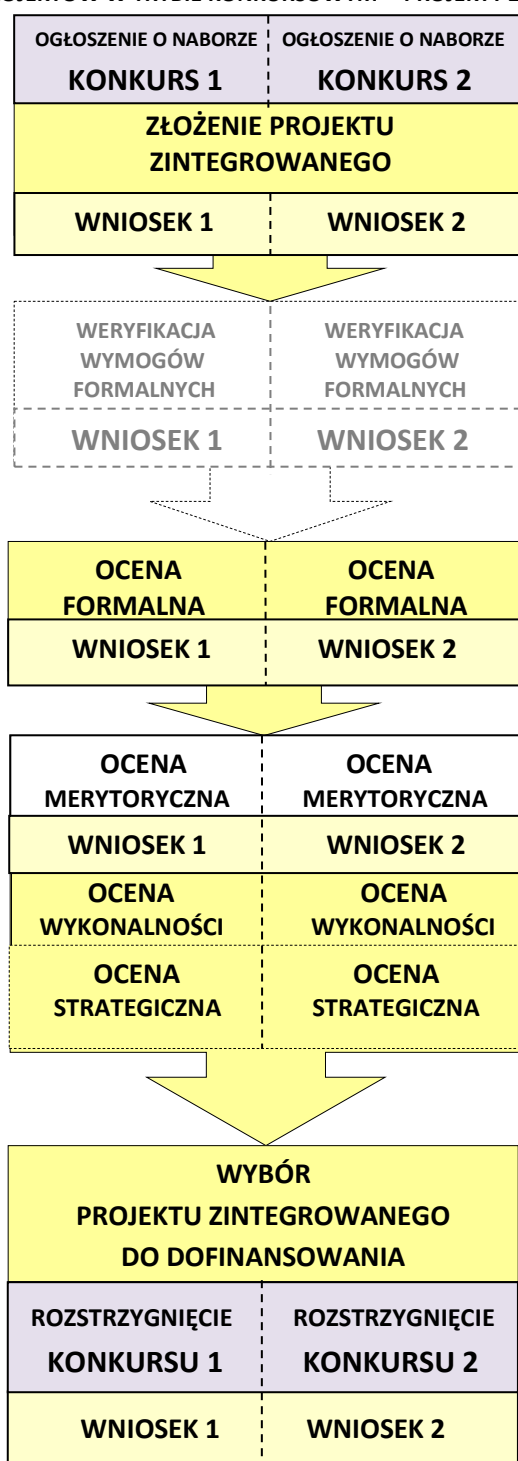 OGŁOSZENIE O NABORZE OGŁOSZENIE O NABORZE
KONKURS 1 KONKURS 2
ZŁOŻENIE PROJEKTU
ZINTEGROWANEGO
WNIOSEK 1 WNIOSEK 2
WERYFIKACJA WERYFIKACJA
WYMOGÓW WYMOGÓW
FORMALNYCH FORMALNYCH
WNIOSEK 1 WNIOSEK 2
OCENA OCENA
FORMALNA FORMALNA
WNIOSEK 1 WNIOSEK 2
OCENA OCENA
MERYTORYCZNA MERYTORYCZNA
WNIOSEK 1 WNIOSEK 2
OCENA OCENA
WYKONALNOŚCI WYKONALNOŚCI
OCENA OCENA
STRATEGICZNA STRATEGICZNA
WYBÓR
PROJEKTU ZINTEGROWANEGO
DO DOFINANSOWANIA
ROZSTRZYGNIĘCIE ROZSTRZYGNIĘCIE
KONKURSU 1 KONKURSU 2
WNIOSEK 1 WNIOSEK 2